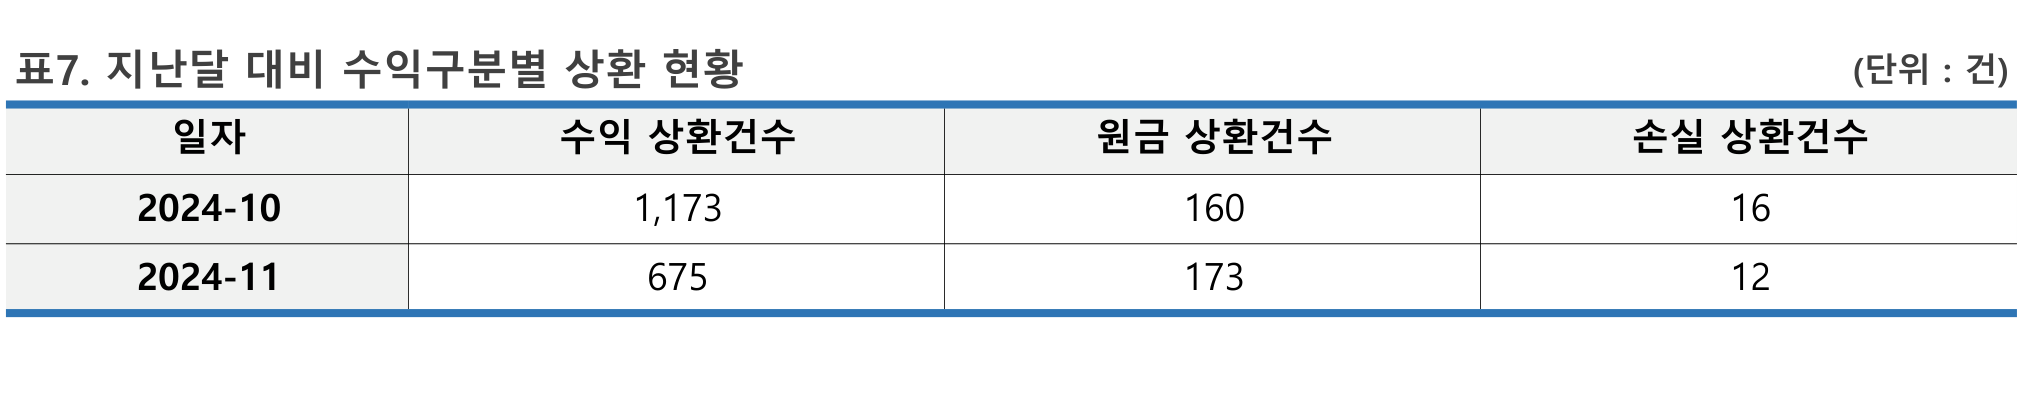 표7. 지난달 대비 수익구분별 상환 현황 (단위 : 건)
일자 수익 상환건수 원금 상환건수 손실 상환건수
2024-10 1,173 160 16
2024-11 675 173 12